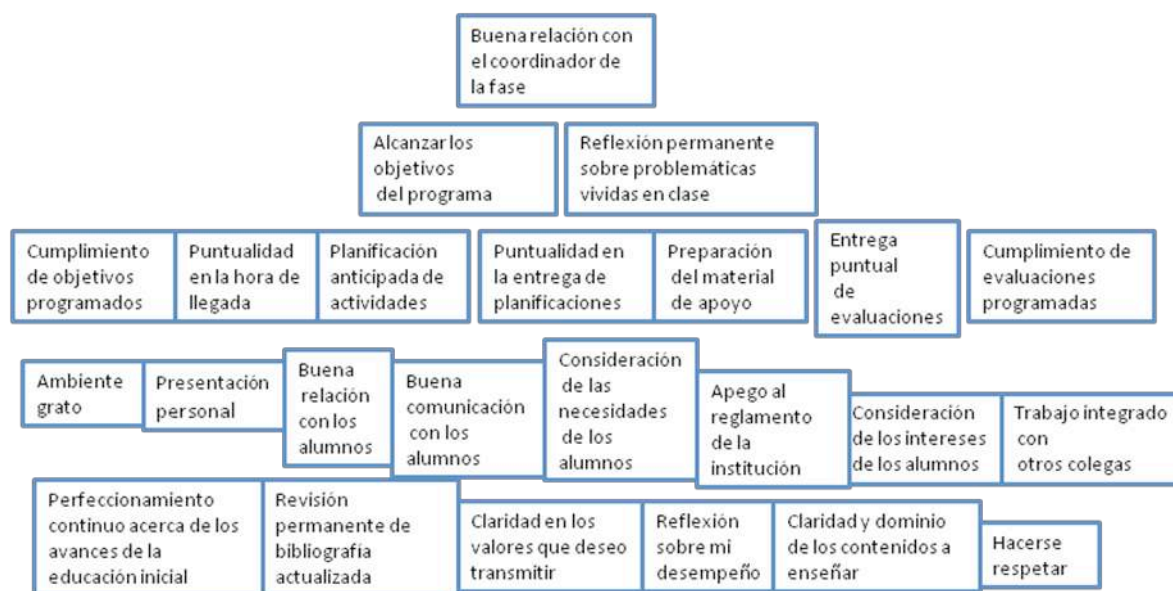 Buena relación con
el coordinador de
la fase
Alcanzar los
objetivos
del programa
Reflexión permanente
sobre problemáticas
vividas en clase
Cumplimiento
de objetivos
programados
Puntualidad
en la hora de
llegada
Planificación
anticipada de
actividades
Puntualidad en
la entrega de
planificaciones
Preparación
del material
de apoyo
Entrega
puntual
de
evaluaciones
Cumplimiento de
evaluaciones
programadas
Ambiente
grato
Presentación
personal
Buena
relación
con los
alumnos
Buena
comunicación
con los
alumnos
Consideración
de las
necesidades
de los
alumnos
Apego al
reglamento
de la
institución
Consideración
de los intereses
de los alumnos
Trabajo integrado
con
otros colegas
Perfeccionamiento
continuo acerca de los
avances de la
educación inicial
Revisión
permanente de
bibliografía
actualizada
Claridad en los
valores que deseo
transmitir
Reflexión
sobre mi
desempeño
Claridad y dominio
de los contenidos a
enseñar
Hacerse
respetar